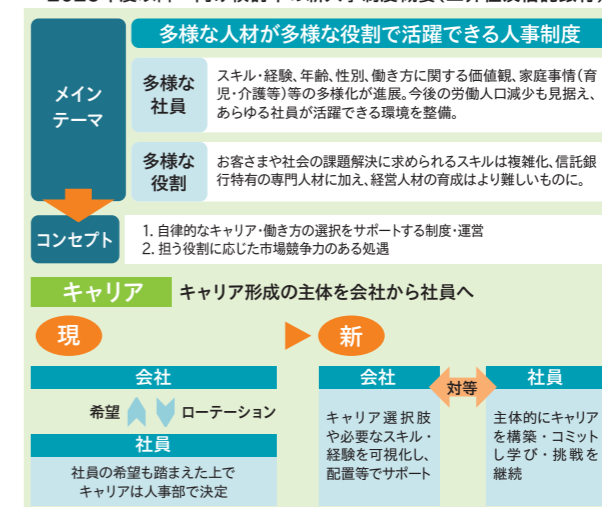 多様な人材が多様な役割で活躍できる人事制度
メイン
テーマ
多様な
社員
スキル・経験、年齢、性別、働き方に関する価値観、家庭事情(育
児・介護等)等の多様化が進展。今後の労働人口減少も見据え、
あらゆる社員が活躍できる環境を整備。
多様な
役割
お客さまや社会の課題解決に求められるスキルは複雑化、信託銀
行特有の専門人材に加え、経営人材の育成はより難しいものに。
コンセプト
1. 自律的なキャリア・働き方の選択をサポートする制度・運営
2. 担う役割に応じた市場競争力のある処遇
キャリア キャリア形成の主体を会社から社員へ
現
会社
希望 ローテーション
社員
社員の希望も踏まえた上で
キャリアは人事部で決定
新
会社
キャリア選択肢
や必要なスキル・
経験を可視化し、
配置等でサポート
対等
社員
主体的にキャリア
を構築・コミット
し学び・挑戦を
継続